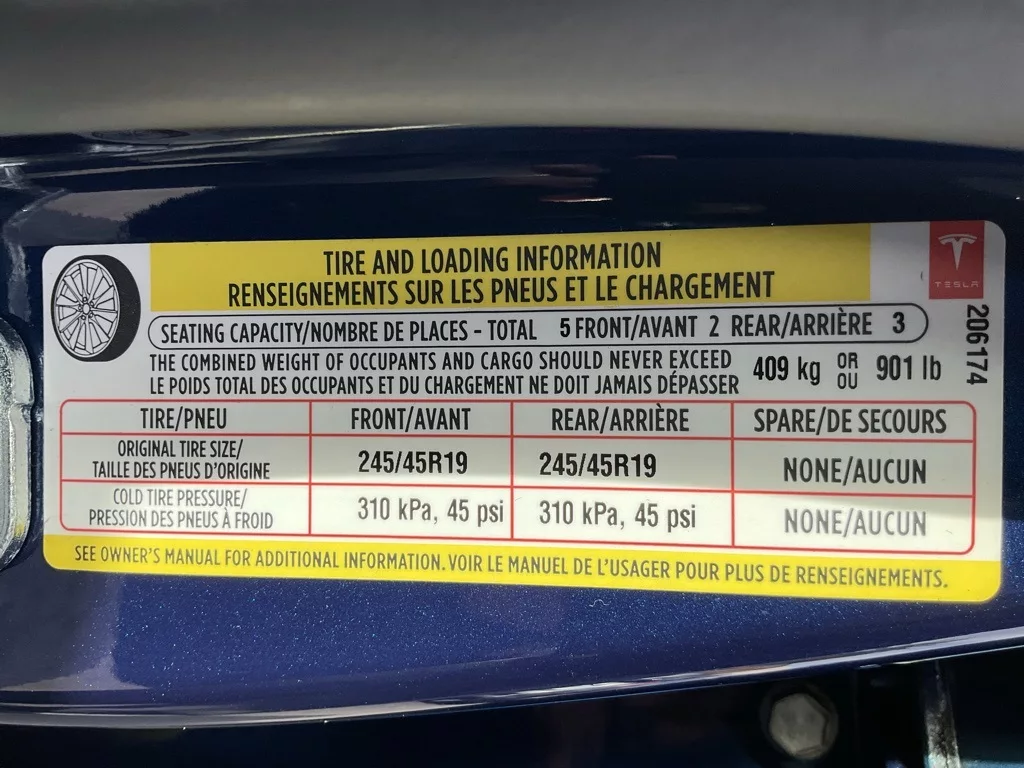 TIRE AND LOADING INFORMATION
RENSEIGNEMENTS SUR LES PNEUS ET LE CHARGEMENT
TESLA
206174
SEATING CAPACITY/NOMBRE DE PLACES - TOTAL 5 FRONT/AVANT 2 REAR/ARRIÈRE 3
THE COMBINED WEIGHT OF OCCUPANTS AND CARGO SHOULD NEVER EXCEED 409 kg OR 901 lb
LE POIDS TOTAL DES OCCUPANTS ET DU CHARGEMENT NE DOIT JAMAIS DÉPASSER OU
TIRE/PNEU FRONT/AVANT REAR/ARRIÈRE SPARE/DE SECOURS
ORIGINAL TIRE SIZE/
TAILLE DES PNEUS D'ORIGINE 245/45R19 245/45R19 NONE/AUCUN
COLD TIRE PRESSURE/
PRESSION DES PNEUS À FROID 310 kPa, 45 psi 310 kPa, 45 psi NONE/AUCUN
SEE OWNER'S MANUAL FOR ADDITIONAL INFORMATION. VOIR LE MANUEL DE L'USAGER POUR PLUS DE RENSEIGNEMENTS.